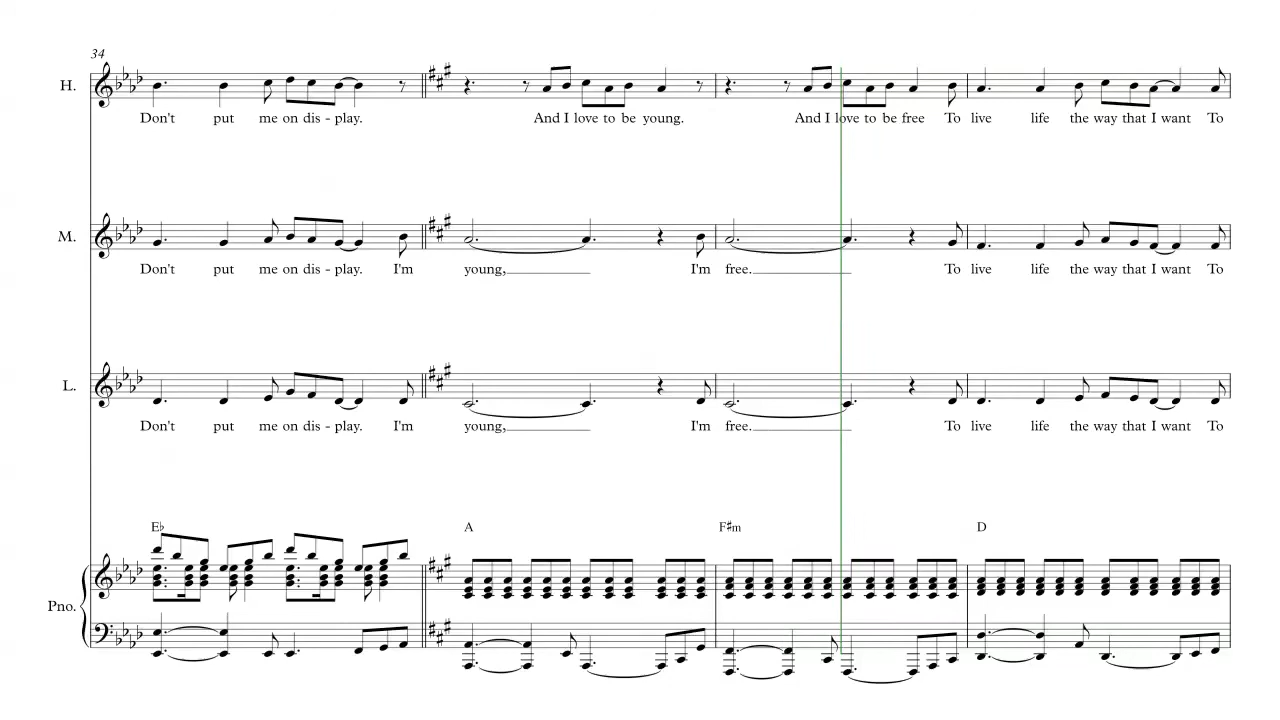 34
H.
Don't put me on dis - play. And I love to be young. And I love to be free To live life the way that I want To
M.
Don't put me on dis - play. I'm young, I'm free. To live life the way that I want To
L.
Don't put me on dis - play. I'm young, I'm free. To live life the way that I want To
E♭ A F♯m D
Pno.